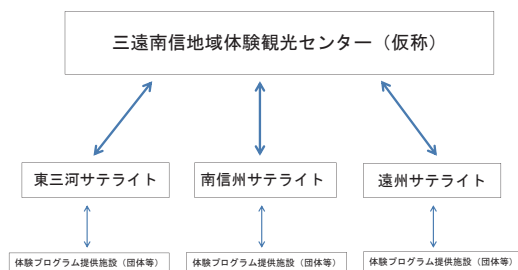 三遠南信地域体験観光センター（仮称）
東三河サテライト
南信州サテライト
遠州サテライト
体験プログラム提供施設（団体等）
体験プログラム提供施設（団体等）
体験プログラム提供施設（団体等）